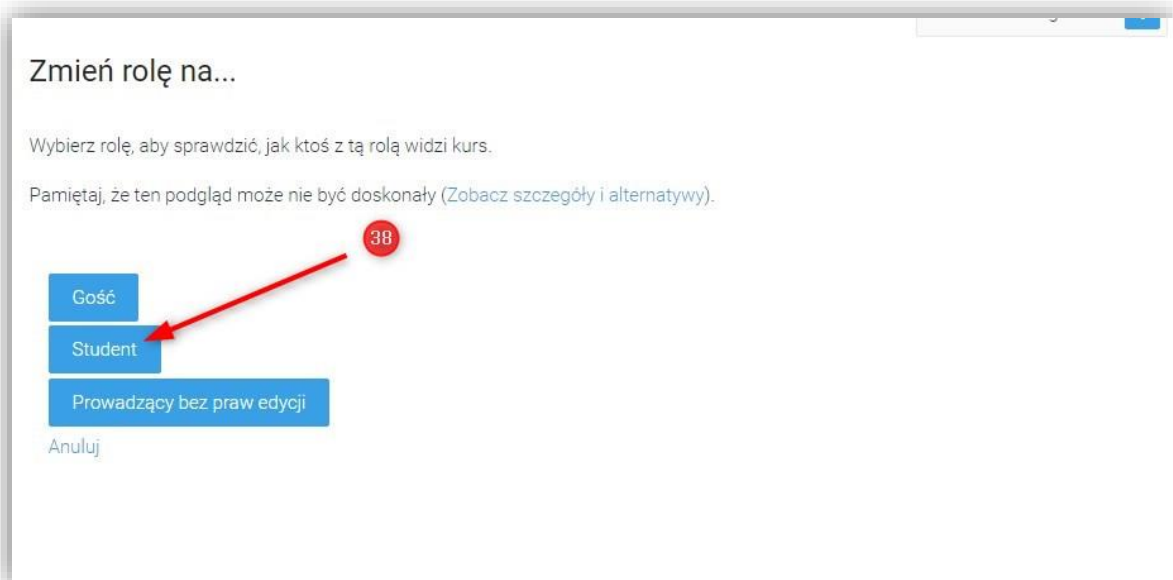 Zmień rolę na...
Wybierz rolę, aby sprawdzić, jak ktoś z tą rolą widzi kurs.
Pamiętaj, że ten podgląd może nie być doskonały (Zobacz szczegóły i alternatywy).
38
Gość
Student
Prowadzący bez praw edycji
Anuluj